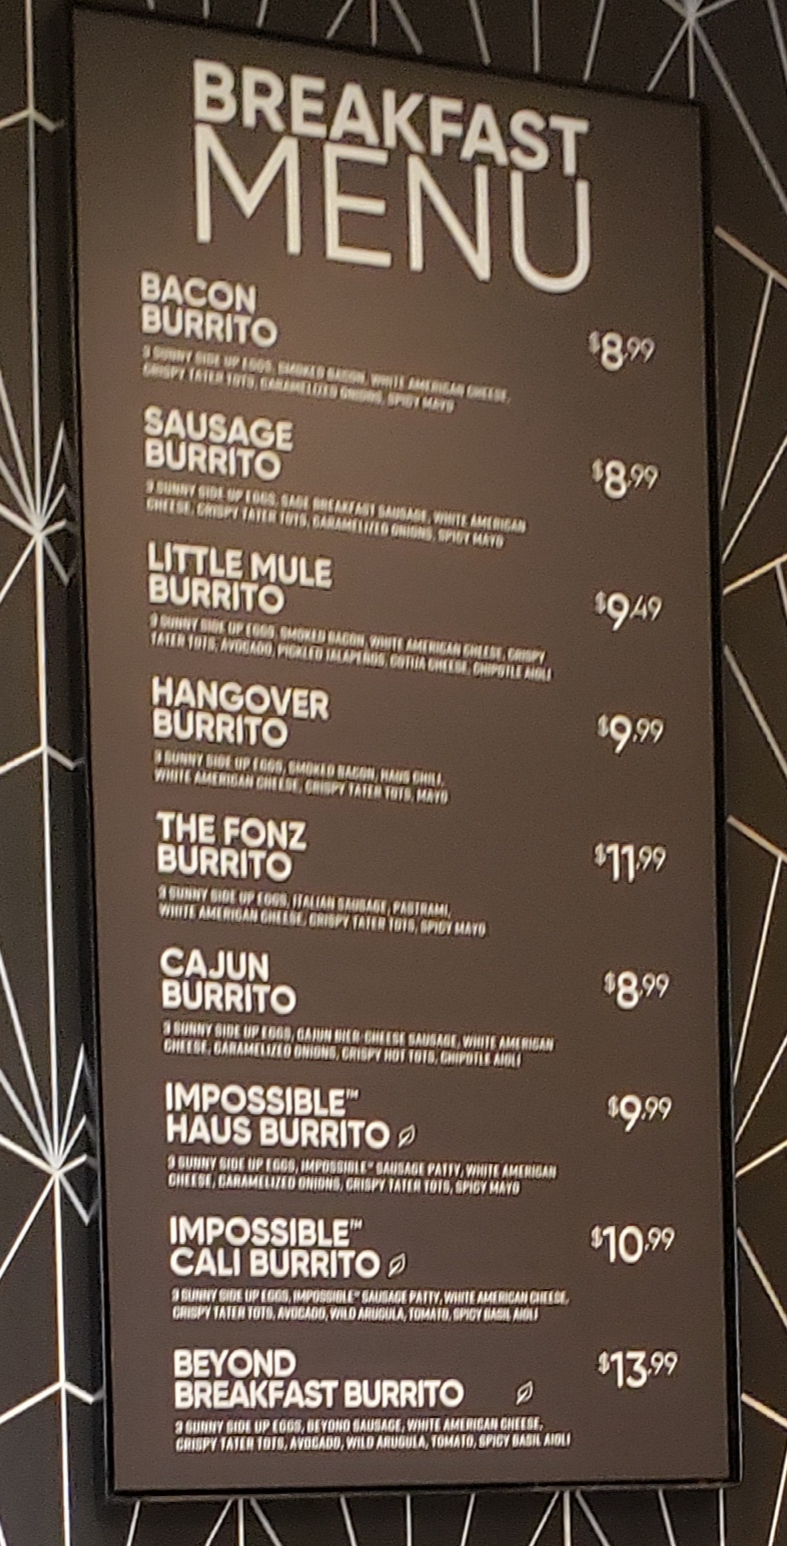 BREAKFAST
MENU
BACON
BURRITO
$8.99
3 SUNNY SIDE UP EGGS, SMOKED BACON, WHITE AMERICAN CHEESE,
CRISPY TATER TOTS, CARAMELIZED ONIONS, SPICY MAYO
SAUSAGE
BURRITO
$8.99
3 SUNNY SIDE UP EGGS, SAGE BREAKFAST SAUSAGE, WHITE AMERICAN
CHEESE, CRISPY TATER TOTS, CARAMELIZED ONIONS, SPICY MAYO
LITTLE MULE
BURRITO
$9.49
3 SUNNY SIDE UP EGGS, SMOKED BACON, WHITE AMERICAN CHEESE, CRISPY
TATER TOTS, AVOCADO, PICKLED JALAPEÑOS, COTIJA CHEESE, CHIPOTLE AIOLI
HANGOVER
BURRITO
$9.99
3 SUNNY SIDE UP EGGS, SMOKED BACON, HAUS CHILI,
WHITE AMERICAN CHEESE, CRISPY TATER TOTS, MAYO
THE FONZ
BURRITO
$11.99
3 SUNNY SIDE UP EGGS, ITALIAN SAUSAGE, PASTRAMI,
WHITE AMERICAN CHEESE, CRISPY TATER TOTS, SPICY MAYO
CAJUN
BURRITO
$8.99
3 SUNNY SIDE UP EGGS, CAJUN BIER-CHEESE SAUSAGE, WHITE AMERICAN
CHEESE, CARAMELIZED ONIONS, CRISPY HOT TOTS, CHIPOTLE AIOLI
IMPOSSIBLE™
HAUS BURRITO
$9.99
3 SUNNY SIDE UP EGGS, IMPOSSIBLE™ SAUSAGE PATTY, WHITE AMERICAN
CHEESE, CARAMELIZED ONIONS, CRISPY TATER TOTS, SPICY MAYO
IMPOSSIBLE™
CALI BURRITO
$10.99
3 SUNNY SIDE UP EGGS, IMPOSSIBLE™ SAUSAGE PATTY, WHITE AMERICAN CHEESE,
CRISPY TATER TOTS, AVOCADO, WILD ARUGULA, TOMATO, SPICY BASIL AIOLI
BEYOND
BREAKFAST BURRITO
$13.99
3 SUNNY SIDE UP EGGS, BEYOND SAUSAGE, WHITE AMERICAN CHEESE,
CRISPY TATER TOTS, AVOCADO, WILD ARUGULA, TOMATO, SPICY BASIL AIOLI